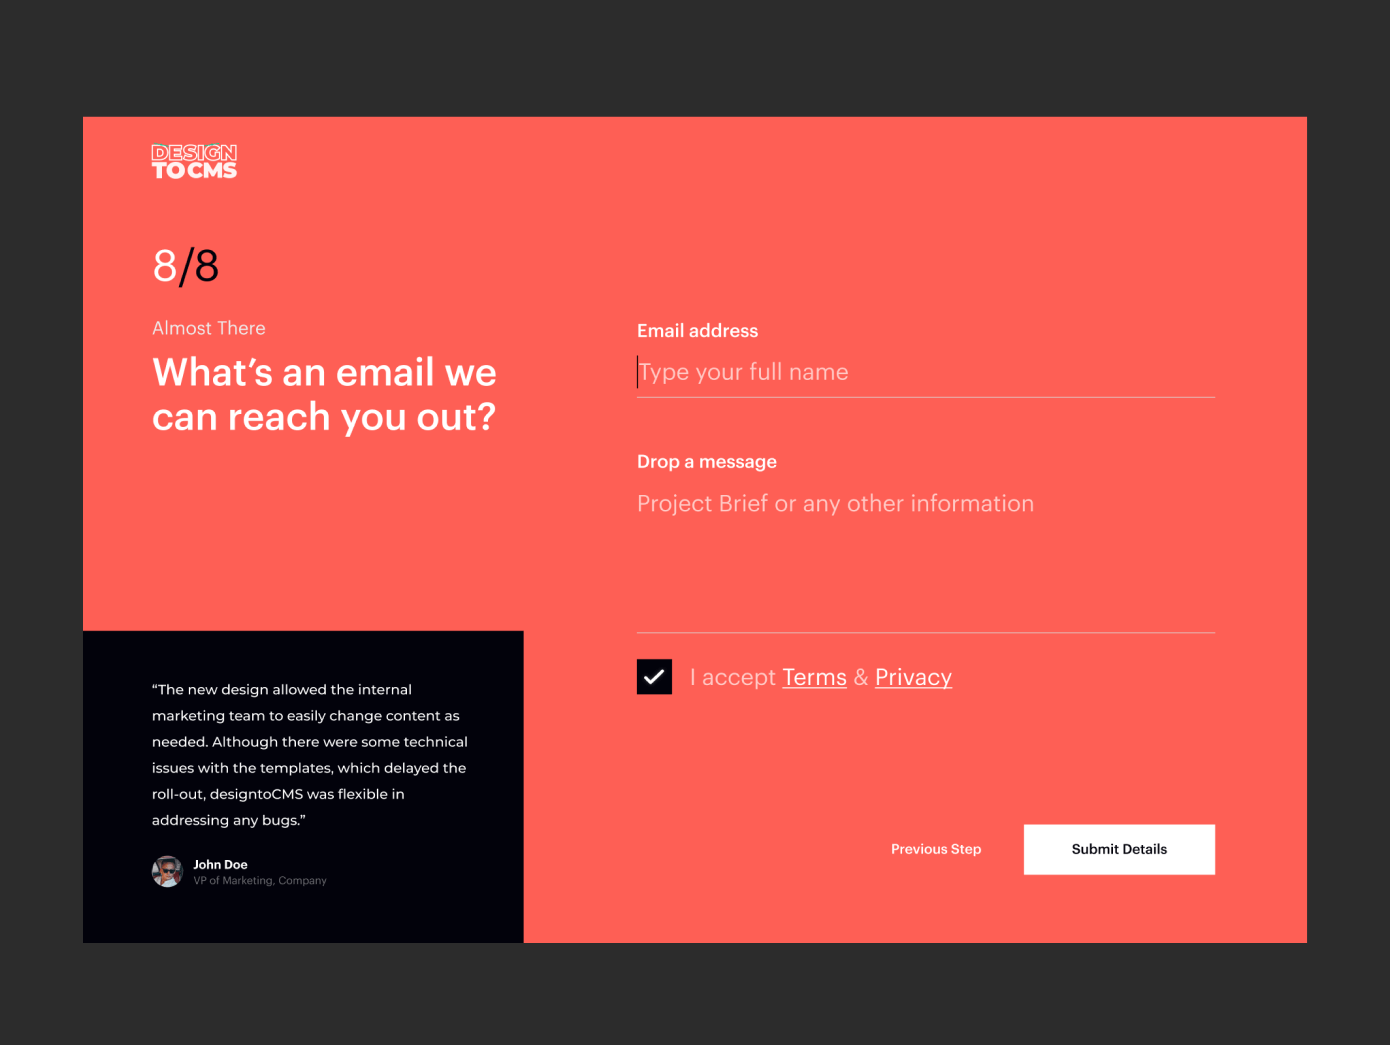 DESIGN
TO CMS
8/8
Almost There
What’s an email we
can reach you out?
Email address
Type your full name
Drop a message
Project Brief or any other information
I accept Terms & Privacy
Previous Step
Submit Details
“The new design allowed the internal
marketing team to easily change content as
needed. Although there were some technical
issues with the templates, which delayed the
roll-out, designtoCMS was flexible in
addressing any bugs.”
John Doe
VP of Marketing, Company